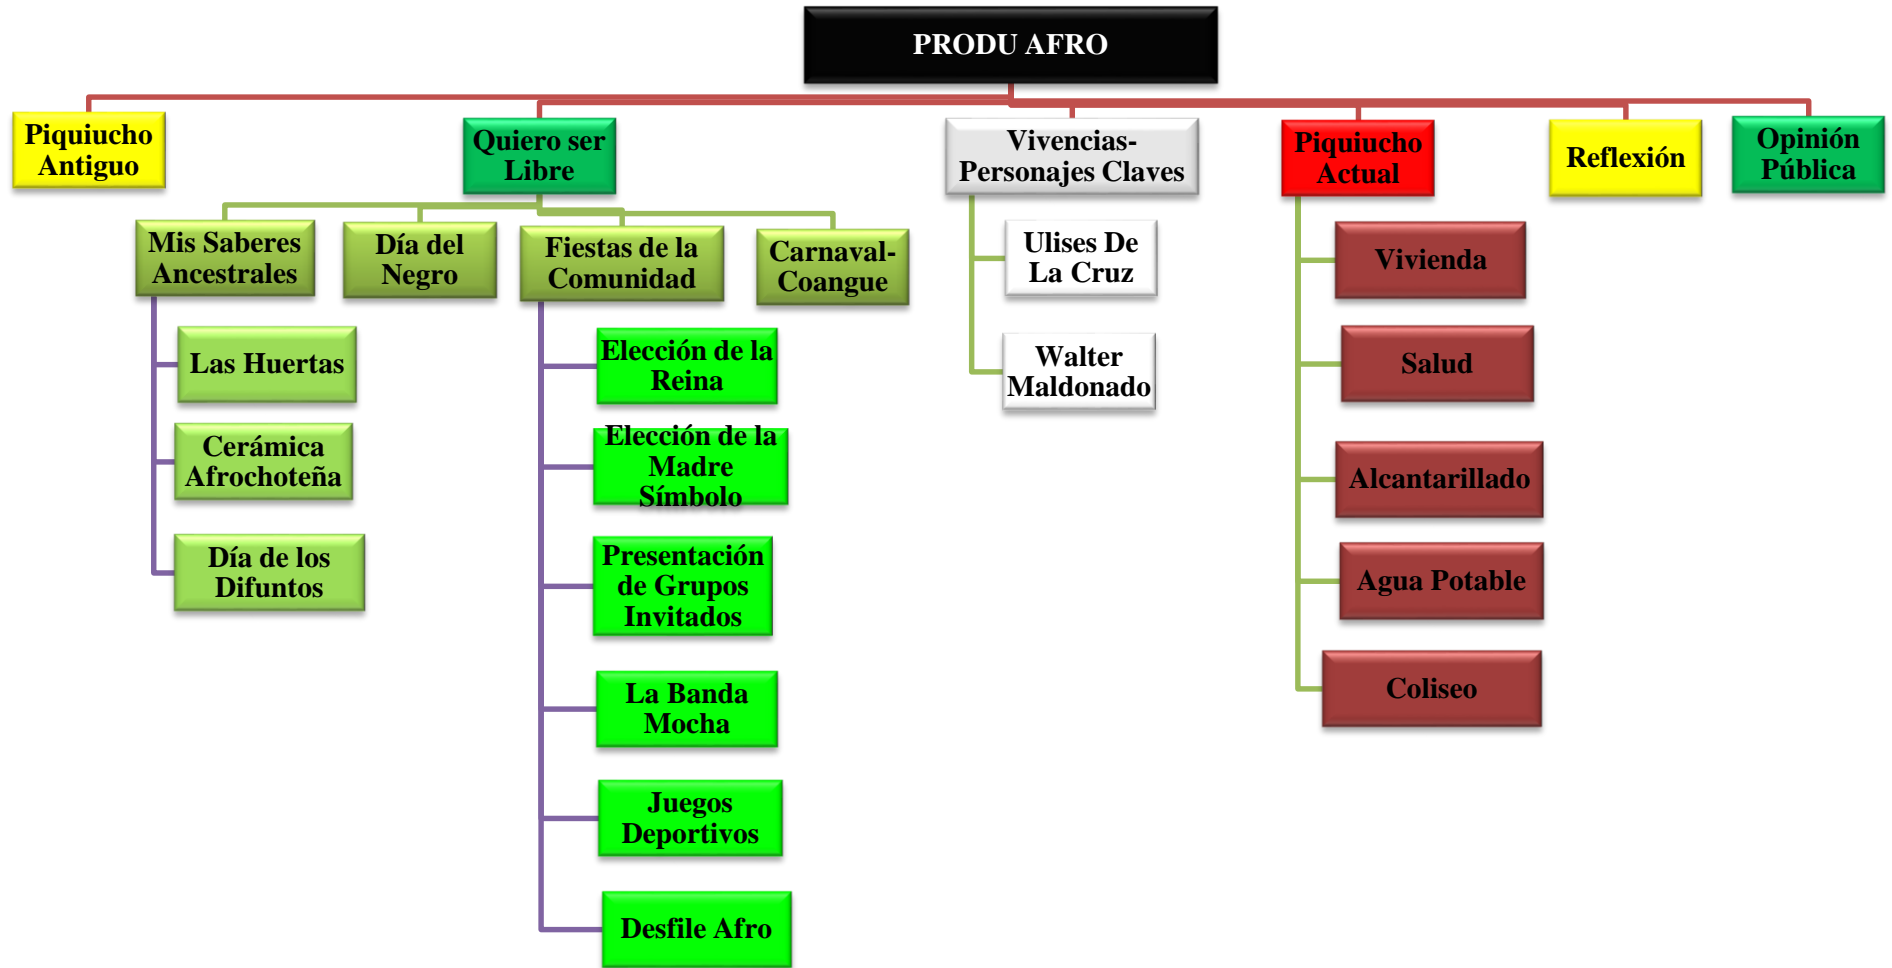 PRODU AFRO
Piquiucho
Antiguo
Quiero ser
Libre
Vivencias-
Personajes Claves
Piquiucho
Actual
Reflexión
Opinión
Pública
Mis Saberes
Ancestrales
Día del
Negro
Fiestas de la
Comunidad
Carnaval-
Coangue
Las Huertas
Cerámica
Afrochoteña
Día de los
Difuntos
Elección de la
Reina
Elección de la
Madre
Símbolo
Presentación
de Grupos
Invitados
La Banda
Mocha
Juegos
Deportivos
Desfile Afro
Ulises De
La Cruz
Walter
Maldonado
Vivienda
Salud
Alcantarillado
Agua Potable
Coliseo